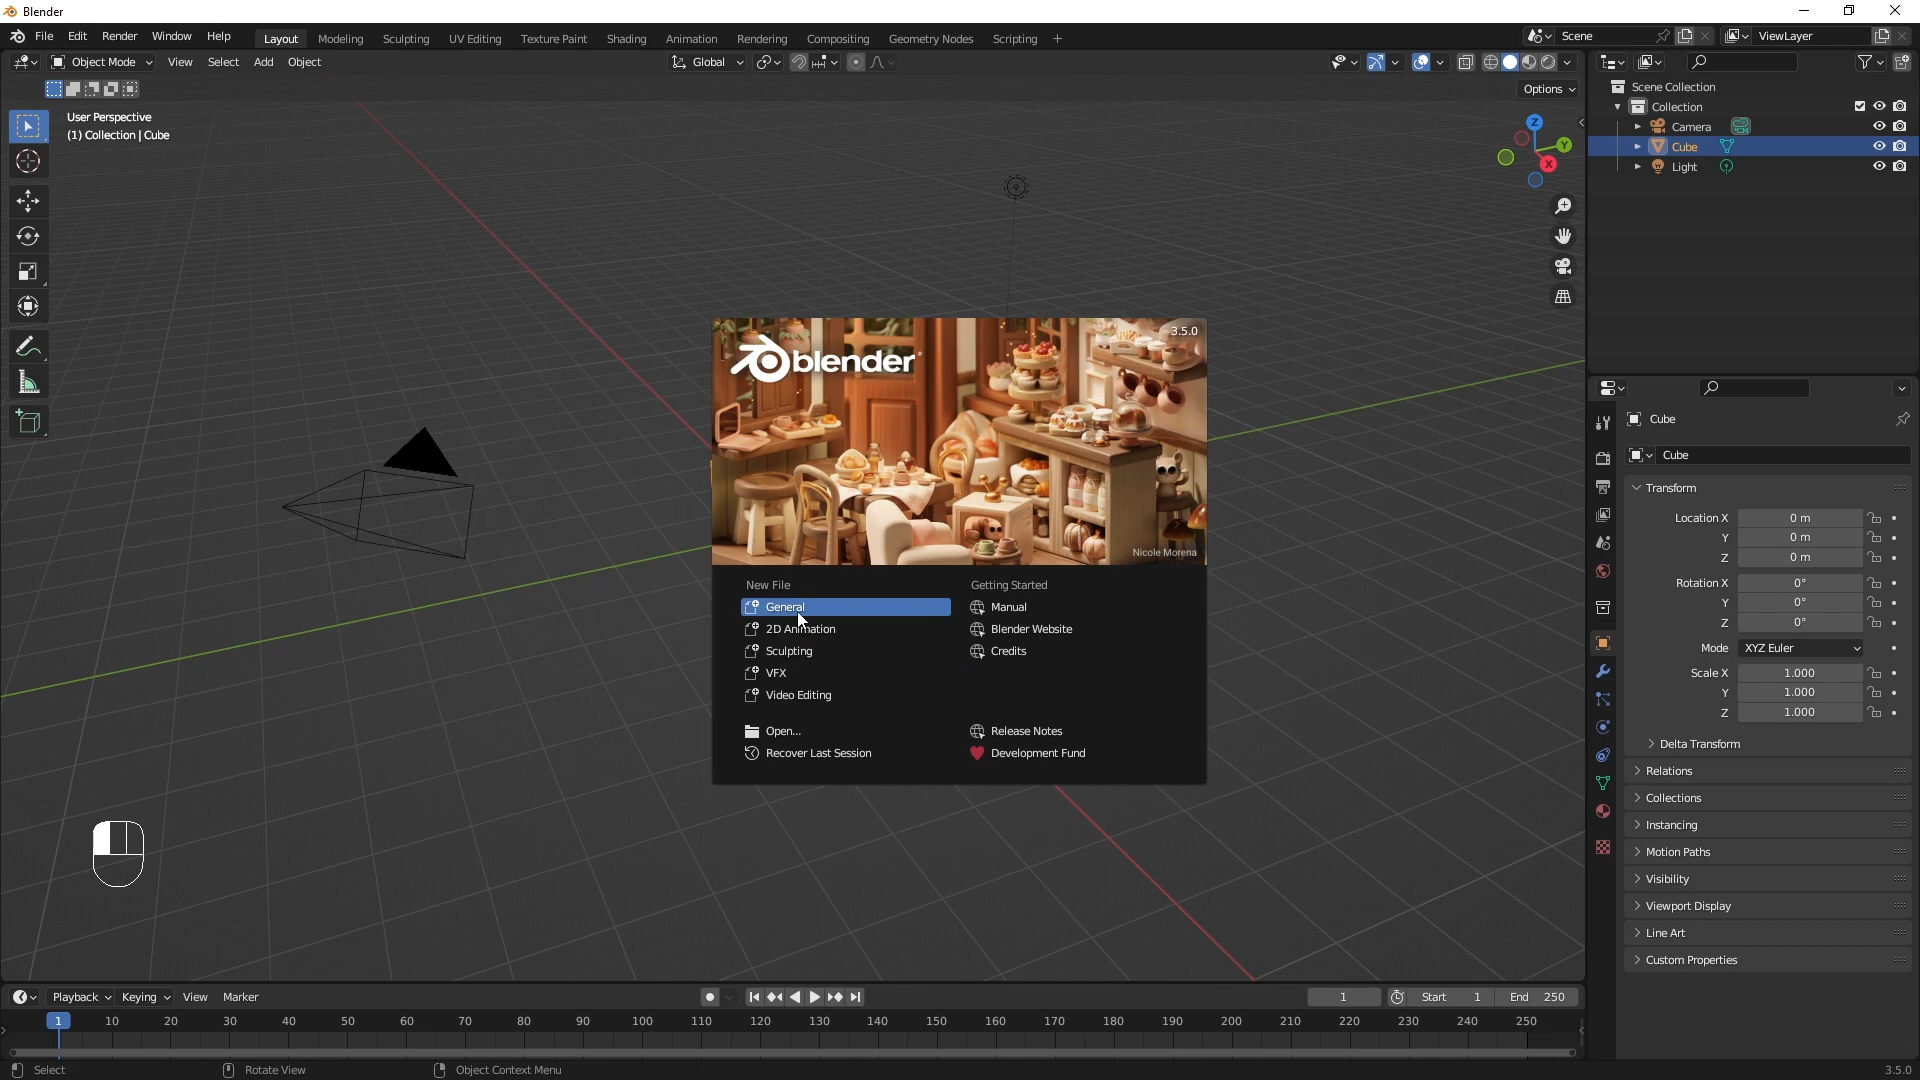 Blender
File Edit Render Window Help Layout Modeling Sculpting UV Editing Texture Paint Shading Animation Rendering Compositing Geometry Nodes Scripting + Scene ViewLayer
Object Mode View Select Add Object Global
Options
User Perspective
(1) Collection | Cube
Z
Y
X
Scene Collection
Collection
Camera
Cube
Light
3.5.0
blender
Nicole Morena
New File
General
2D Animation
Sculpting
VFX
Video Editing
Open...
Recover Last Session
Getting Started
Manual
Blender Website
Credits
Release Notes
Development Fund
Cube
Cube
Transform
Location X 0 m
Y 0 m
Z 0 m
Rotation X 0°
Y 0°
Z 0°
Mode XYZ Euler
Scale X 1.000
Y 1.000
Z 1.000
Delta Transform
Relations
Collections
Instancing
Motion Paths
Visibility
Viewport Display
Line Art
Custom Properties
Playback Keying View Marker 1 Start 1 End 250
1 10 20 30 40 50 60 70 80 90 100 110 120 130 140 150 160 170 180 190 200 210 220 230 240 250
Select Rotate View Object Context Menu 3.5.0